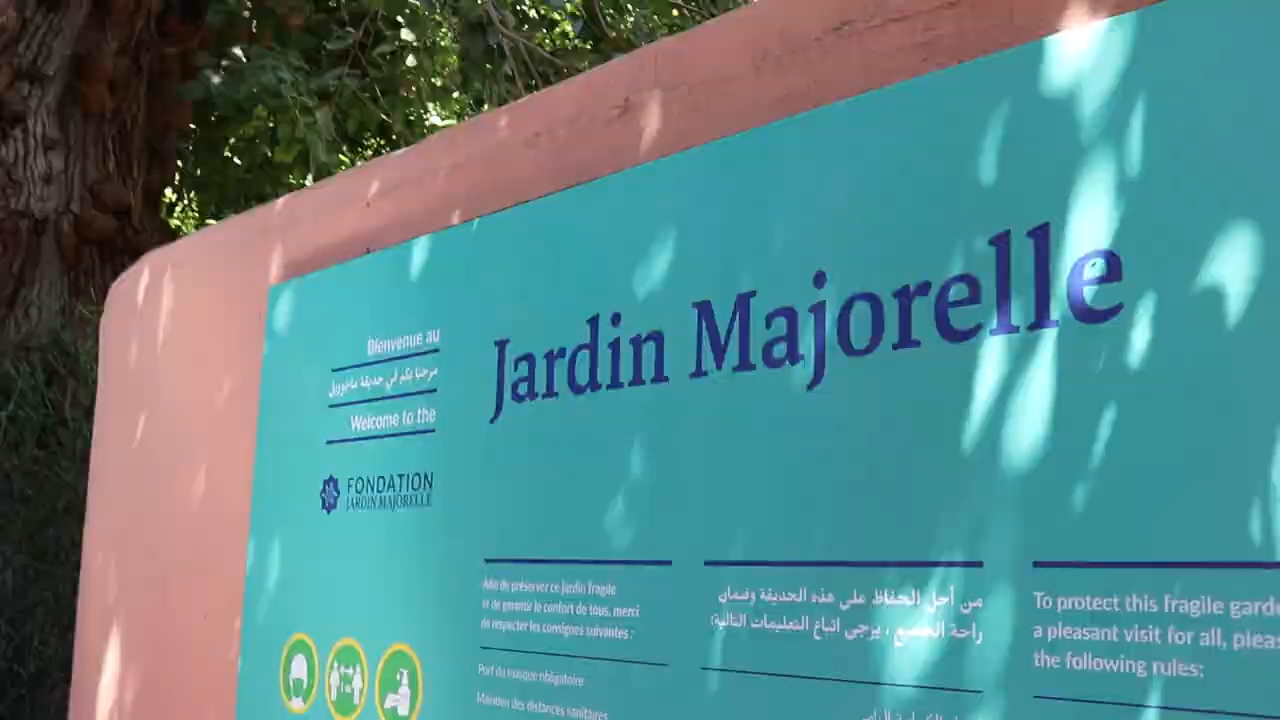 Bienvenue au
مرحبا بكم في حديقة ماجوريل
Welcome to the
FONDATION
JARDIN MAJORELLE
Jardin Majorelle
Afin de préserver ce jardin fragile
et de garantir le confort de tous, merci
de respecter les consignes suivantes :
Port du masque obligatoire
Maintien des distances sanitaires
من أجل الحفاظ على هذه الحديقة وضمان
راحة الجميع ، يرجى اتباع التعليمات التالية:
To protect this fragile gard
a pleasant visit for all, pleas
the following rules: